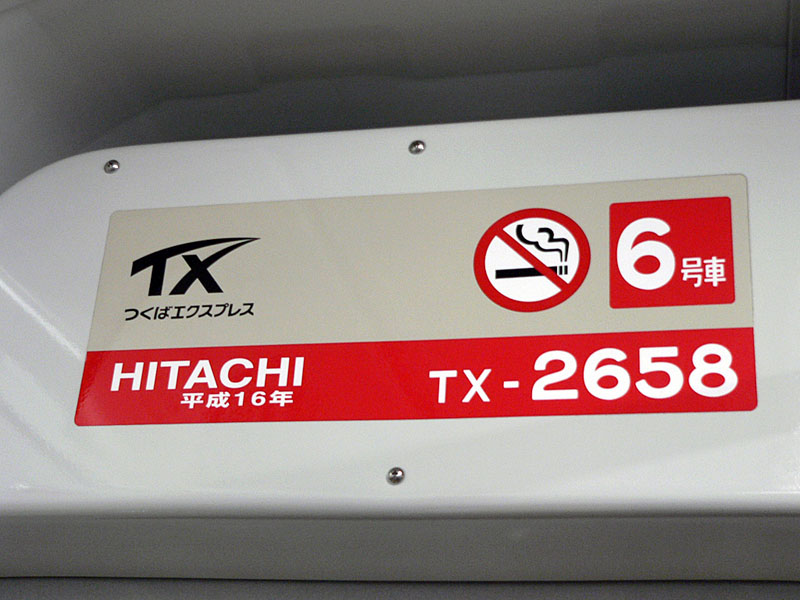 TX
つくばエクスプレス
6号車
HITACHI
平成16年
TX-2658